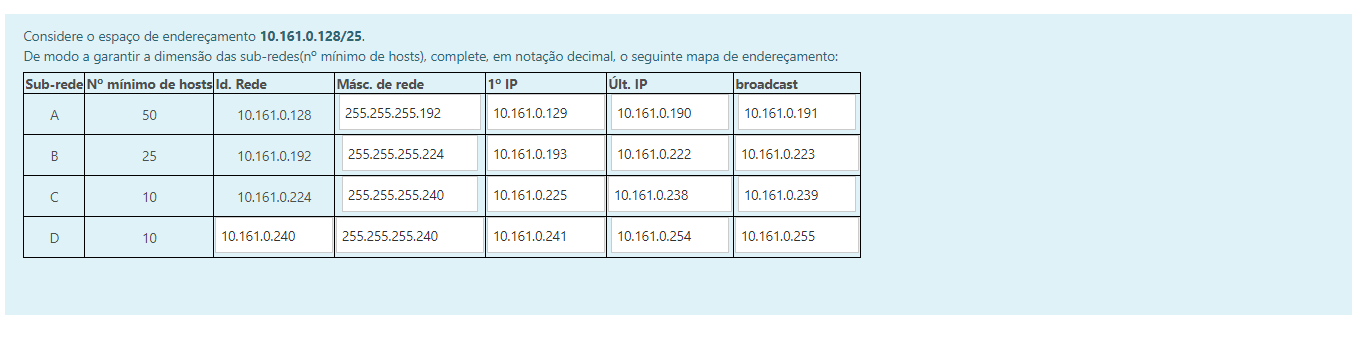 Considere o espaço de endereçamento 10.161.0.128/25.
De modo a garantir a dimensão das sub-redes(nº mínimo de hosts), complete, em notação decimal, o seguinte mapa de endereçamento:
Sub-rede Nº mínimo de hosts Id. Rede Másc. de rede 1º IP Últ. IP broadcast
A 50 10.161.0.128 255.255.255.192 10.161.0.129 10.161.0.190 10.161.0.191
B 25 10.161.0.192 255.255.255.224 10.161.0.193 10.161.0.222 10.161.0.223
C 10 10.161.0.224 255.255.255.240 10.161.0.225 10.161.0.238 10.161.0.239
D 10 10.161.0.240 255.255.255.240 10.161.0.241 10.161.0.254 10.161.0.255